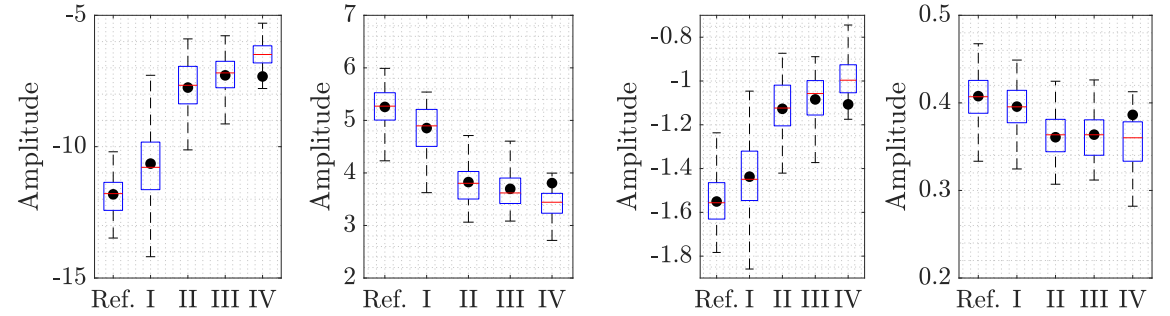 Amplitude
-5
-10
-15
Ref. I II III IV
Amplitude
7
6
5
4
3
2
Ref. I II III IV
Amplitude
-0.8
-1
-1.2
-1.4
-1.6
-1.8
Ref. I II III IV
Amplitude
0.5
0.4
0.3
0.2
Ref. I II III IV